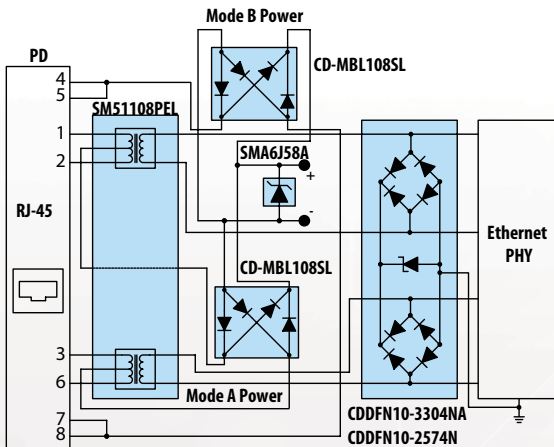 Mode B Power
PD
CD-MBL108SL
4
5
SM51108PEL
1
2
SMA6J58A
+
-
RJ-45
Ethernet
PHY
CD-MBL108SL
3
6
Mode A Power
7
8
CDDFN10-3304NA
CDDFN10-2574N